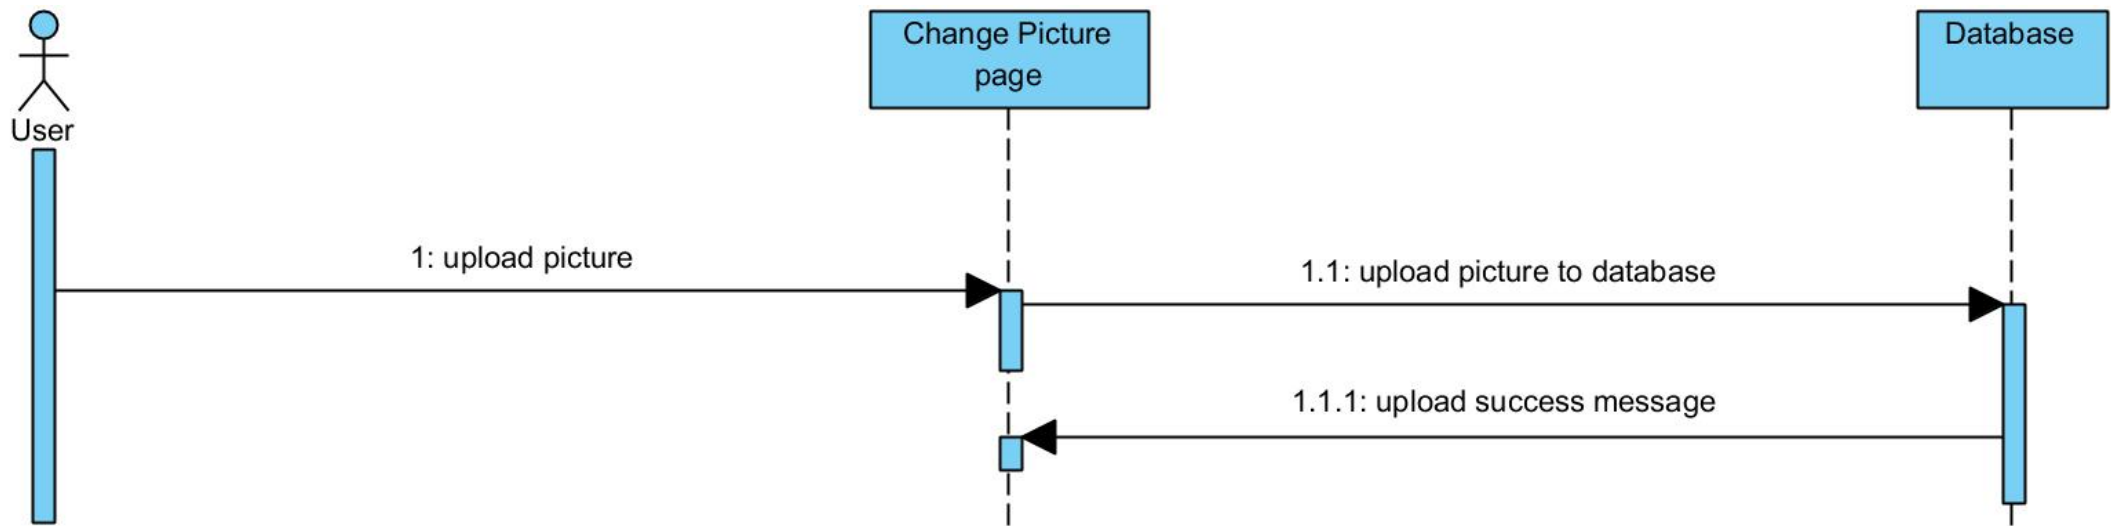 Change Picture
page
Database
User
1: upload picture
1.1: upload picture to database
1.1.1: upload success message